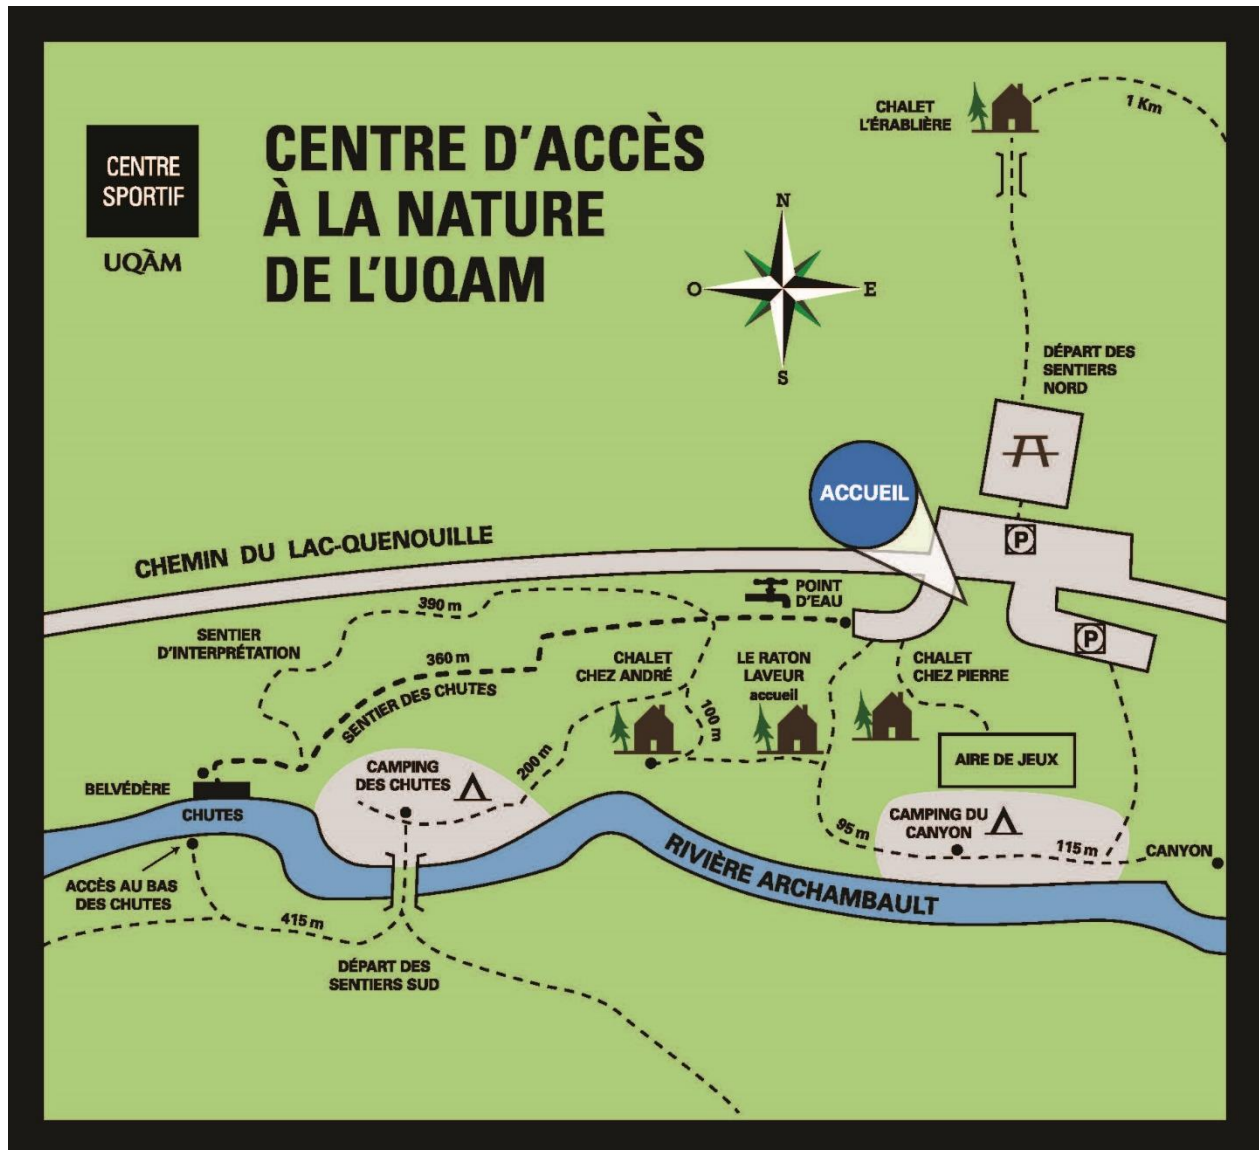 CENTRE
SPORTIF
UQÀM
CENTRE D'ACCÈS
À LA NATURE
DE L'UQAM
N
O
E
S
CHALET
L'ÉRABLIÈRE
1 Km
DÉPART DES
SENTIERS
NORD
ACCUEIL
P
CHEMIN DU LAC-QUENOUILLE
POINT
D'EAU
P
390 m
SENTIER
D'INTERPRÉTATION
360 m
SENTIER DES CHUTES
CHALET
CHEZ ANDRÉ
LE RATON
LAVEUR
accueil
CHALET
CHEZ PIERRE
100 m
200 m
AIRE DE JEUX
BELVÉDÈRE
CHUTES
CAMPING
DES CHUTES
95 m
CAMPING DU
CANYON
115 m
CANYON
RIVIÈRE ARCHAMBAULT
ACCÈS AU BAS
DES CHUTES
415 m
DÉPART DES
SENTIERS SUD